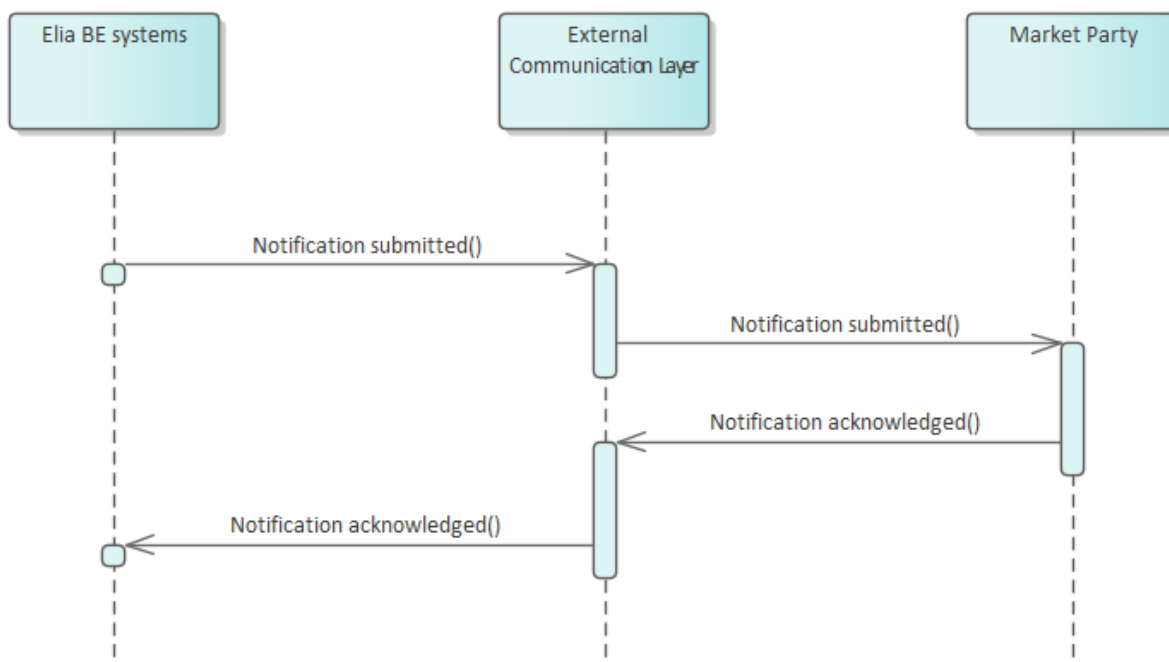 Elia BE systems
External
Communication Layer
Market Party
Notification submitted()
Notification submitted()
Notification acknowledged()
Notification acknowledged()